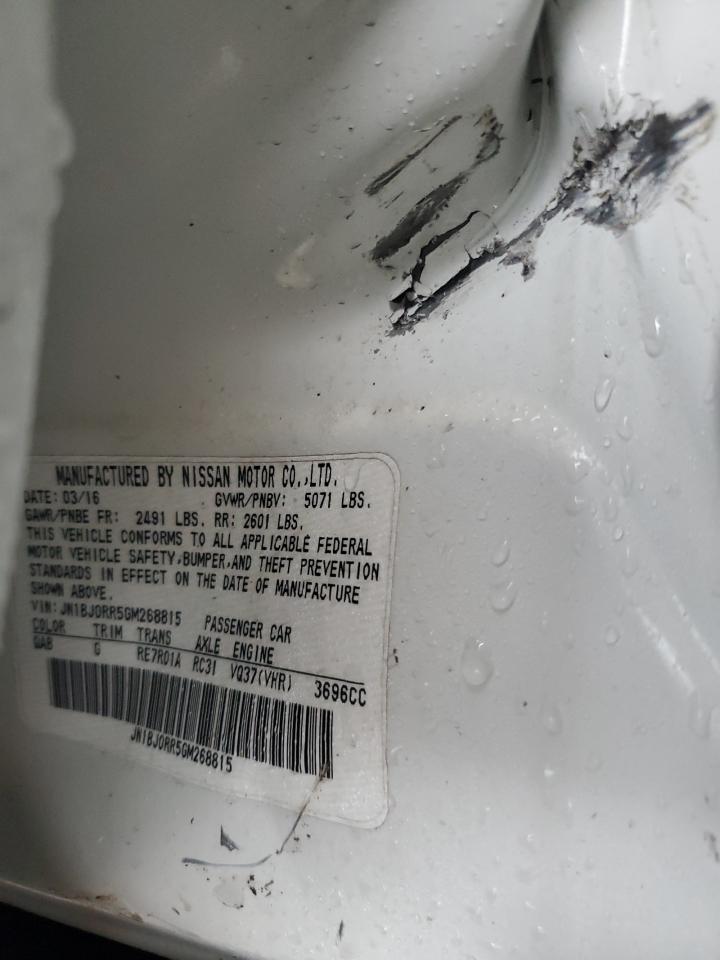 MANUFACTURED BY NISSAN MOTOR CO.,LTD.
DATE: 03/16 GVWR/PNBV: 5071 LBS.
GAWR/PNBE FR: 2491 LBS. RR: 2601 LBS.
THIS VEHICLE CONFORMS TO ALL APPLICABLE FEDERAL
MOTOR VEHICLE SAFETY,BUMPER,AND THEFT PREVENTION
STANDARDS IN EFFECT ON THE DATE OF MANUFACTURE
SHOWN ABOVE.
VIN: JN1BJ0RR5GM268815 PASSENGER CAR
COLOR TRIM TRANS AXLE ENGINE
QAB G RE7R01A RC31 VQ37(VHR) 3696CC
JN1BJ0RR5GM268815